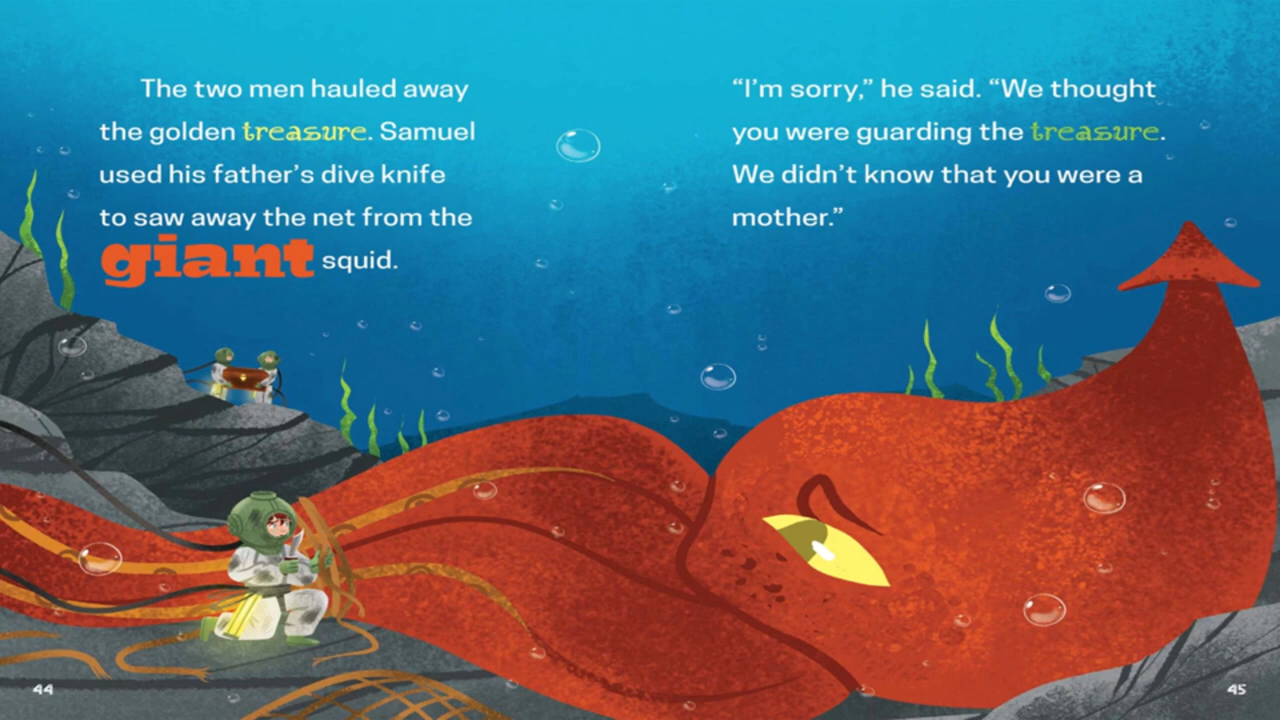 The two men hauled away
the golden treasure. Samuel
used his father’s dive knife
to saw away the net from the
giant squid.
“I’m sorry,” he said. “We thought
you were guarding the treasure.
We didn’t know that you were a
mother.”
44
45